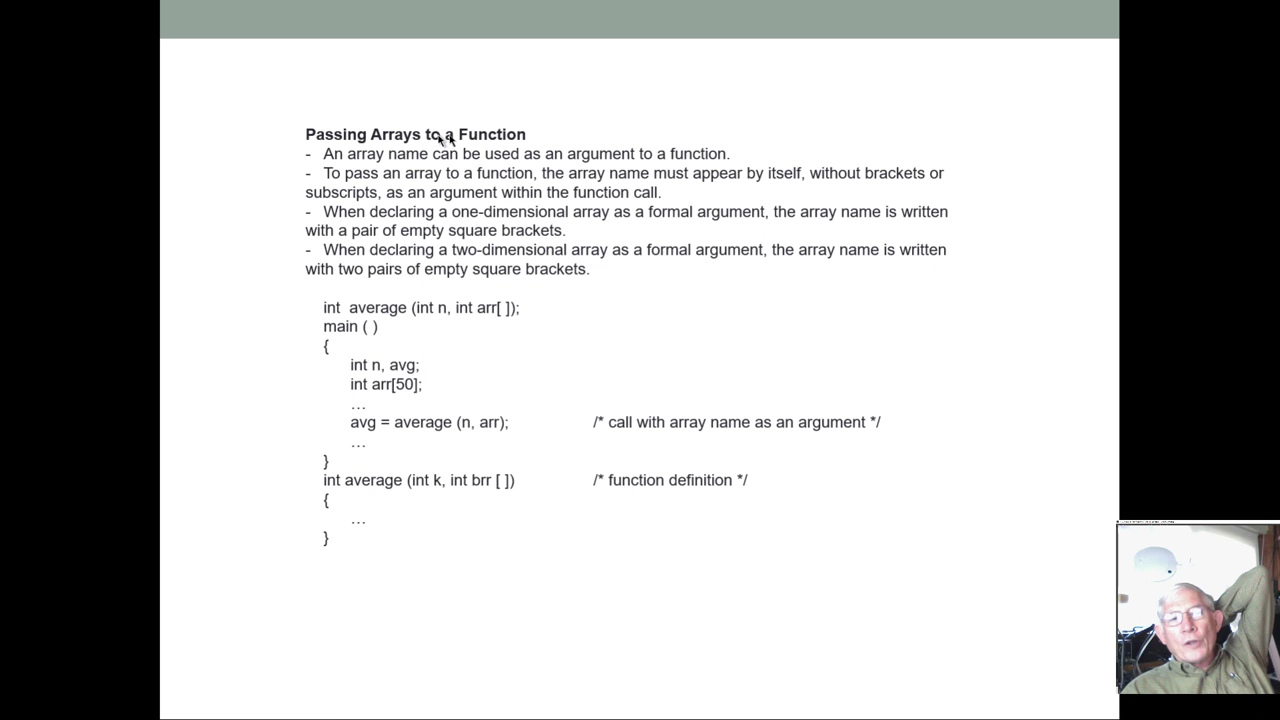 Passing Arrays to a Function
- An array name can be used as an argument to a function.
- To pass an array to a function, the array name must appear by itself, without brackets or
subscripts, as an argument within the function call.
- When declaring a one-dimensional array as a formal argument, the array name is written
with a pair of empty square brackets.
- When declaring a two-dimensional array as a formal argument, the array name is written
with two pairs of empty square brackets.
int  average (int n, int arr[ ]);
main ( )
{
int n, avg;
int arr[50];
…
avg = average (n, arr); /* call with array name as an argument */
…
}
int average (int k, int brr [ ]) /* function definition */
{
…
}